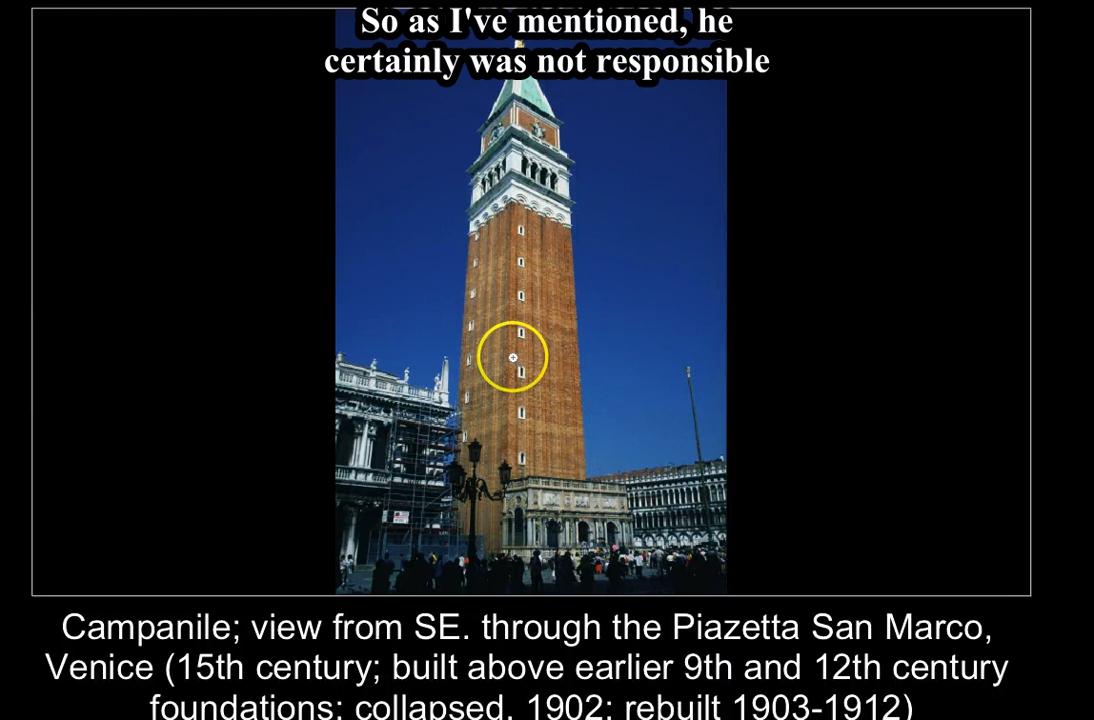 So as I've mentioned, he
certainly was not responsible
Campanile; view from SE. through the Piazetta San Marco,
Venice (15th century; built above earlier 9th and 12th century
foundations; collapsed, 1902; rebuilt 1903-1912)